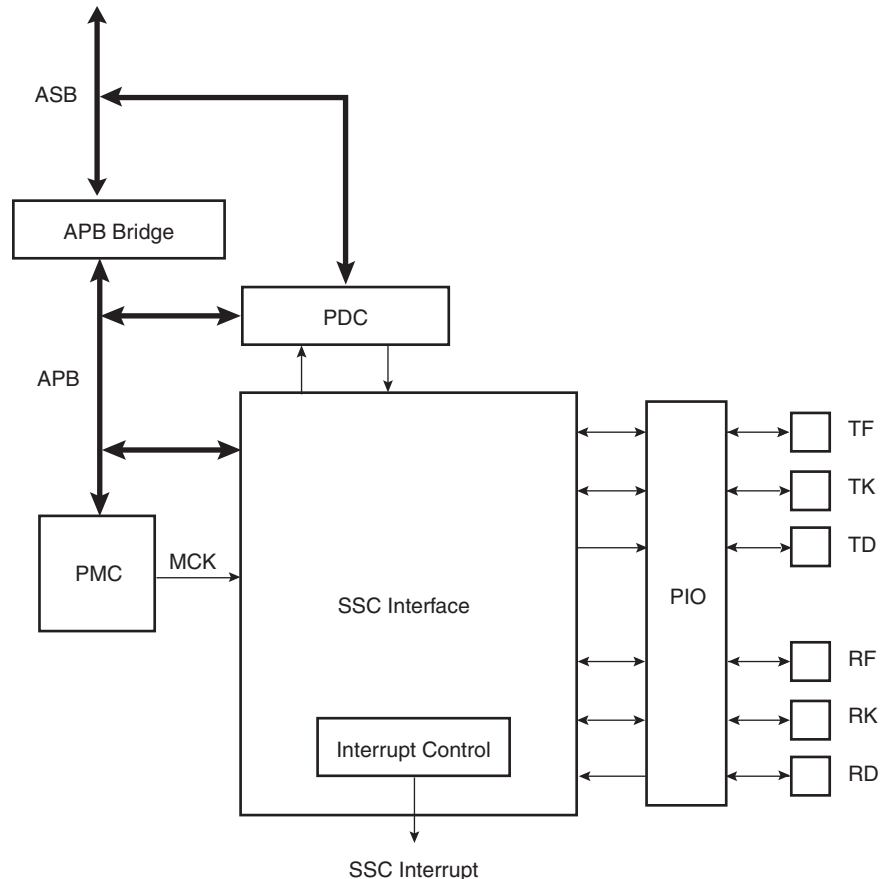 ASB
APB Bridge
PDC
APB
TF
TK
TD
PMC
MCK
SSC Interface
PIO
RF
RK
RD
Interrupt Control
SSC Interrupt